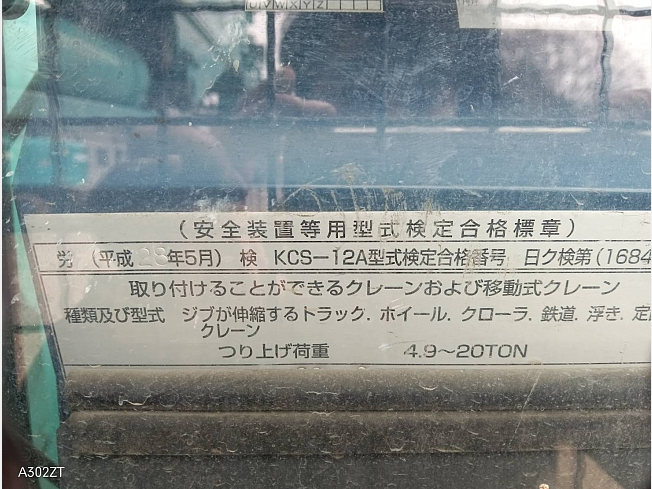 UVWXYZ
(安全装置等用型式検定合格標章)
労 (平成28年5月) 検 KCS-12A型式検定合格番号 日ク検第(1684
取り付けることができるクレーンおよび移動式クレーン
種類及び型式 ジブが伸縮するトラック. ホイール. クローラ. 鉄道. 浮き. 定
クレーン
つり上げ荷重 4.9~20TON
A302ZT